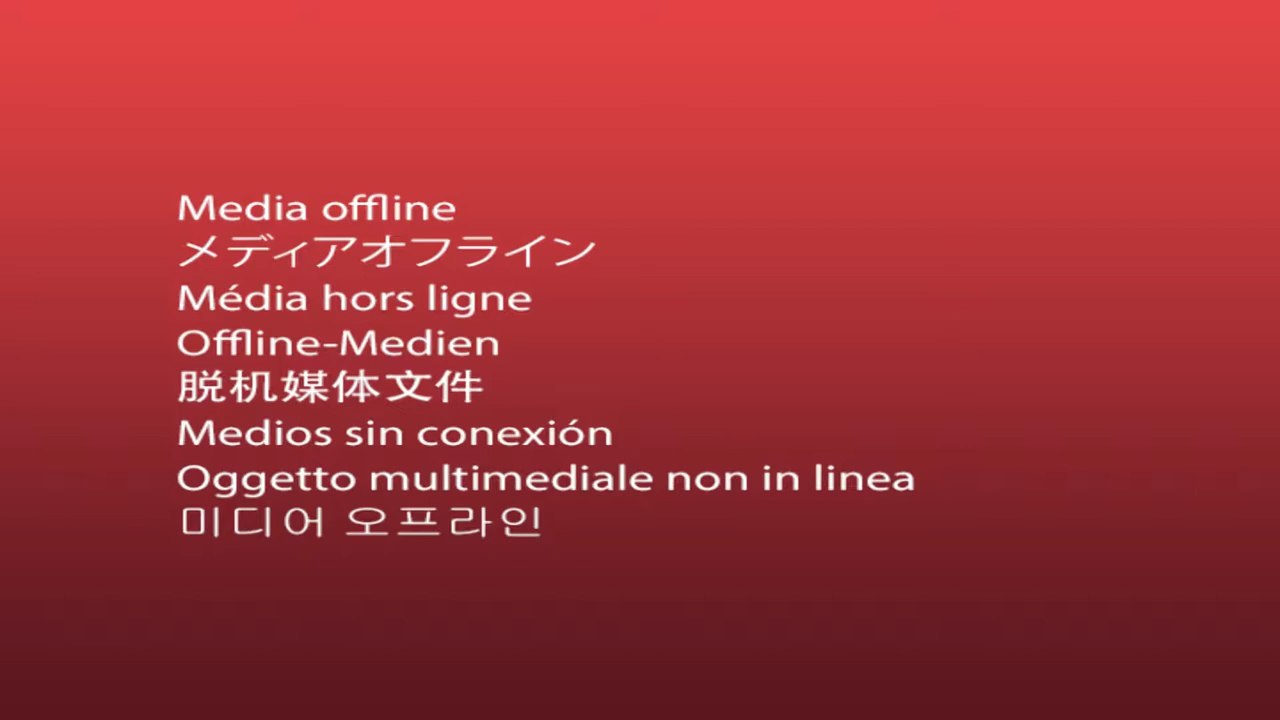 Media offline
メディアオフライン
Média hors ligne
Offline-Medien
脱机媒体文件
Medios sin conexión
Oggetto multimediale non in linea
미디어 오프라인